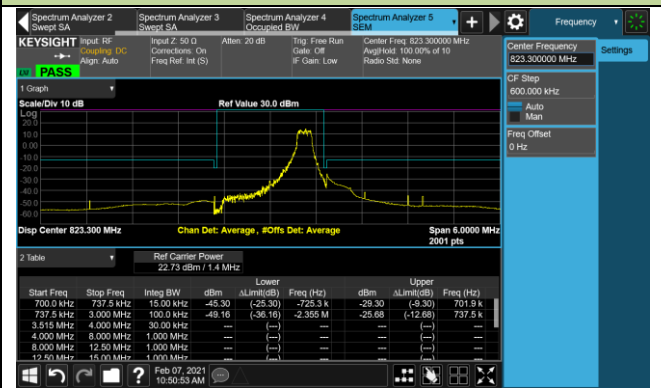 Spectrum Analyzer 2
Swept SA
Spectrum Analyzer 3
Swept SA
Spectrum Analyzer 4
Occupied BW
Spectrum Analyzer 5
SEM
+
Frequency
KEYSIGHT
Input: RF
Coupling: DC
Align: Auto
Input Z: 50 Ω
Corrections: On
Freq Ref: Int (S)
Atten: 20 dB
Trig: Free Run
Gate: Off
IF Gain: Low
Center Freq: 823.300000 MHz
Avg|Hold: 100.00% of 10
Radio Std: None
PASS
Center Frequency
823.300000 MHz
Settings
CF Step
600.000 kHz
Auto
Man
Freq Offset
0 Hz
1 Graph
Scale/Div 10 dB
Ref Value 30.0 dBm
Log
20.0
10.0
0.00
-10.0
-20.0
-30.0
-40.0
-50.0
-60.0
Disp Center 823.300 MHz
Chan Det: Average, #Offs Det: Average
Span 6.0000 MHz
2001 pts
2 Table
Ref Carrier Power
22.73 dBm / 1.4 MHz
Lower Upper
Start Freq Stop Freq Integ BW dBm ΔLimit(dB) Freq (Hz) dBm ΔLimit(dB) Freq (Hz)
700.0 kHz 737.5 kHz 15.00 kHz -45.30 (-25.30) -725.3 k -29.30 (-9.30) 701.9 k
737.5 kHz 3.000 MHz 100.0 kHz -49.16 (-36.16) -2.355 M -25.68 (-12.68) 737.5 k
3.515 MHz 4.000 MHz 30.00 kHz --- (---) --- --- (---) ---
4.000 MHz 8.000 MHz 1.000 MHz --- (---) --- --- (---) ---
8.000 MHz 12.50 MHz 1.000 MHz --- (---) --- --- (---) ---
12.50 MHz 15.00 MHz 1.000 MHz --- (---) --- --- (---) ---
?
Feb 07, 2021
10:50:53 AM